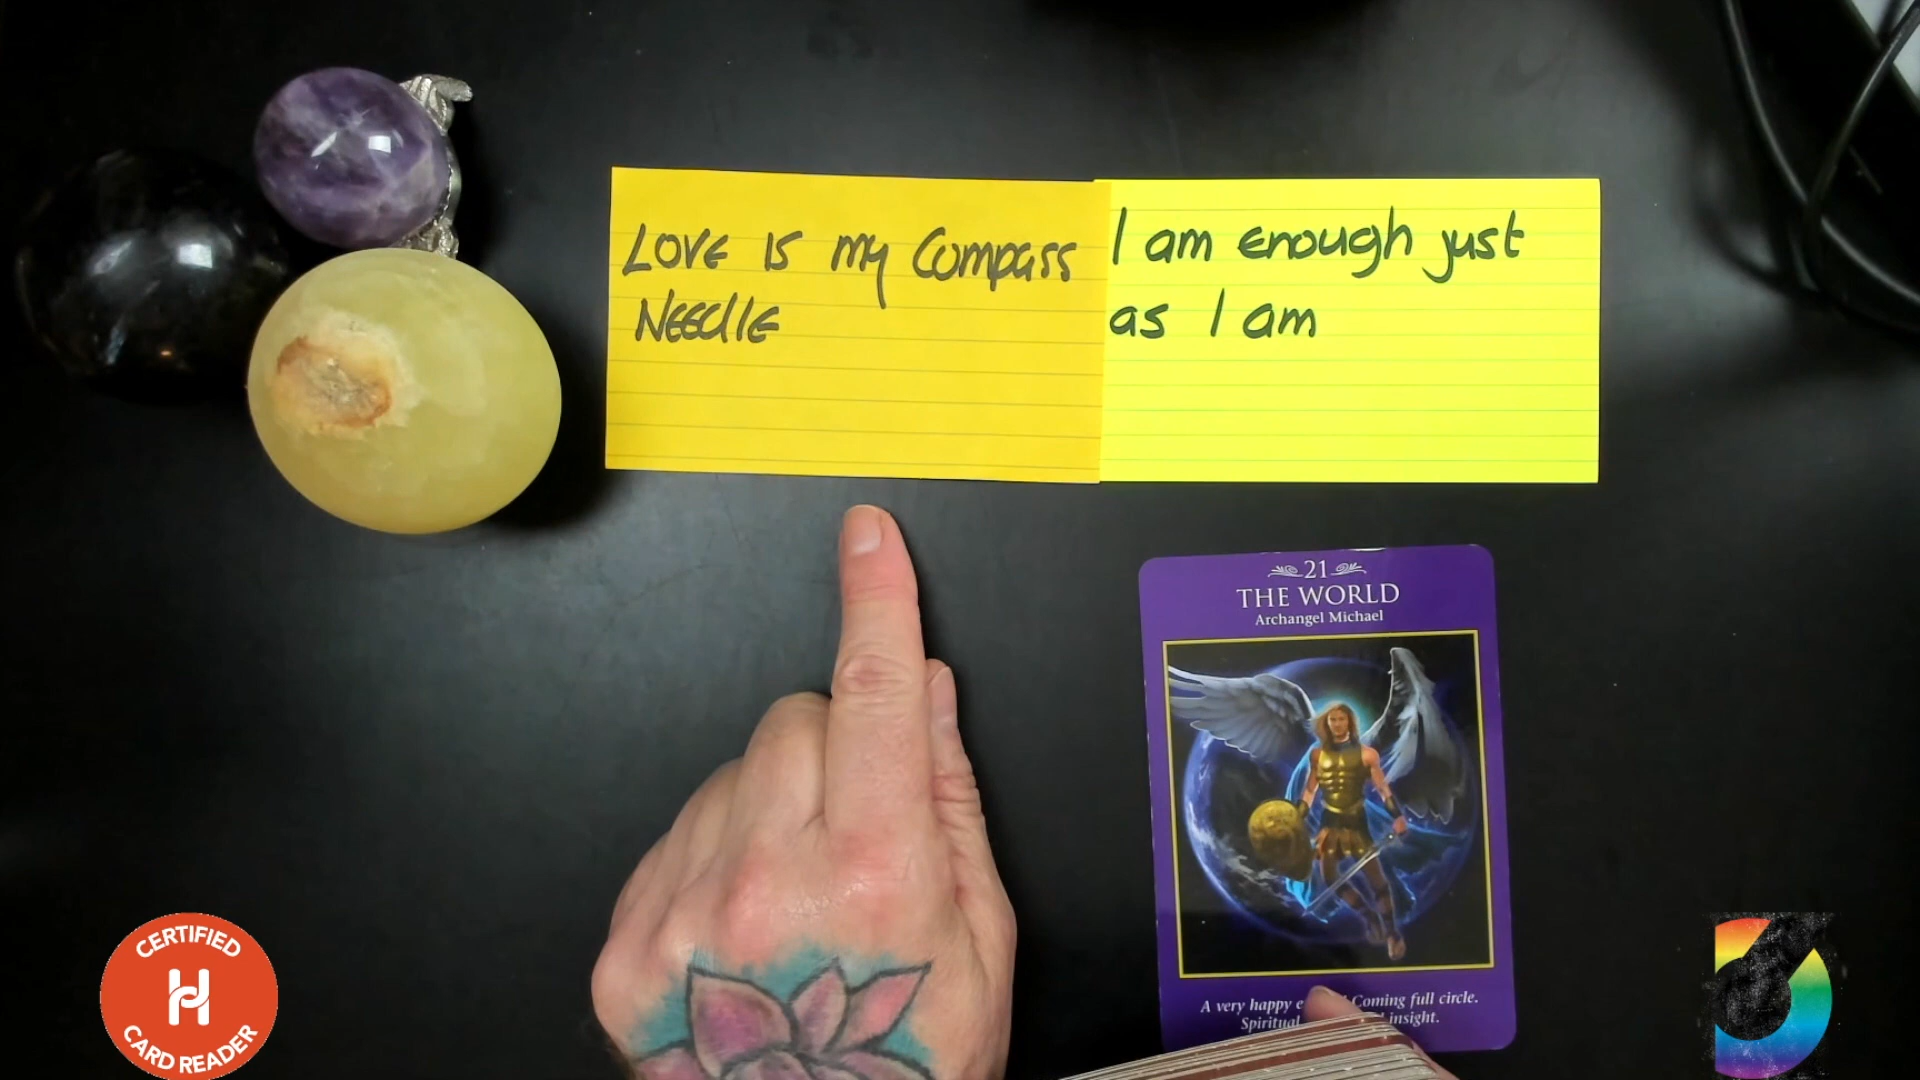 Love is my Compass
Needle
I am enough just
as I am
21
THE WORLD
Archangel Michael
A very happy Coming full circle.
Spiritual insight.
CERTIFIED
H
CARD READER